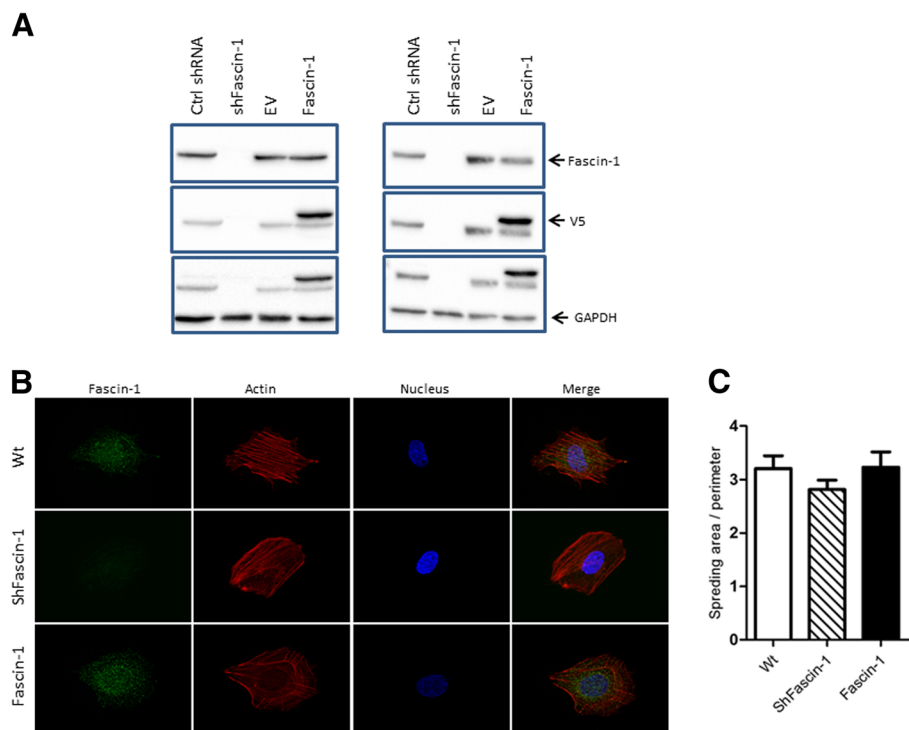 A
Ctrl shRNA
shFascin-1
EV
Fascin-1
Ctrl shRNA
shFascin-1
EV
Fascin-1
Fascin-1
V5
GAPDH
B
Fascin-1
Actin
Nucleus
Merge
Wt
ShFascin-1
Fascin-1
C
Spreding area / perimeter
4
3
2
1
0
Wt
ShFascin-1
Fascin-1